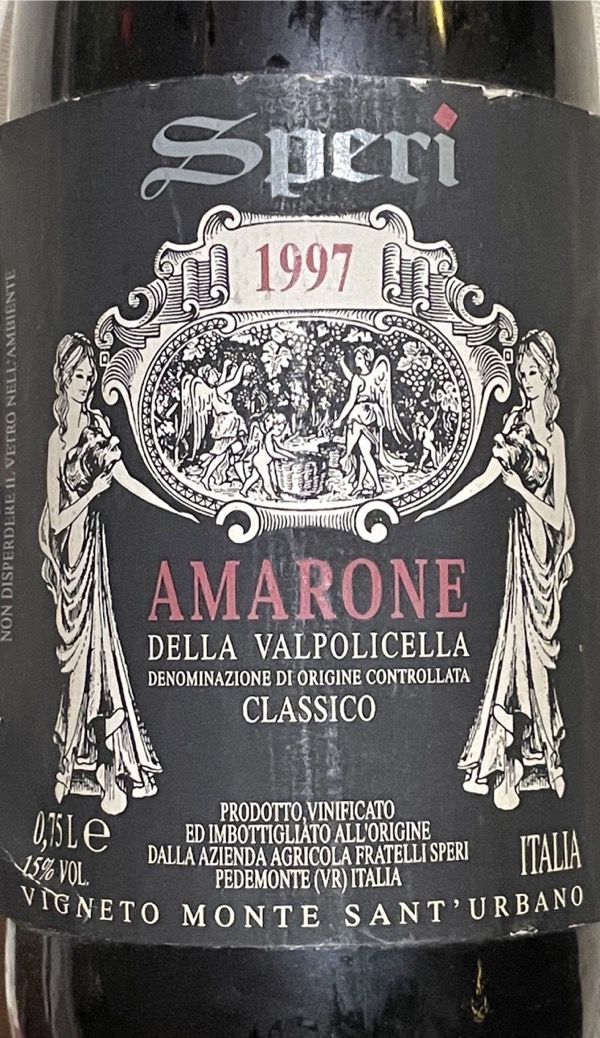 Speri
1997
NON DISPERDERE IL VETRO NELL'AMBIENTE
AMARONE
DELLA VALPOLICELLA
DENOMINAZIONE DI ORIGINE CONTROLLATA
CLASSICO
PRODOTTO, VINIFICATO
ED IMBOTTIGLIATO ALL'ORIGINE
DALLA AZIENDA AGRICOLA FRATELLI SPERI
PEDEMONTE (VR) ITALIA
0,75 L e
15% VOL.
ITALIA
VIGNETO MONTE SANT'URBANO